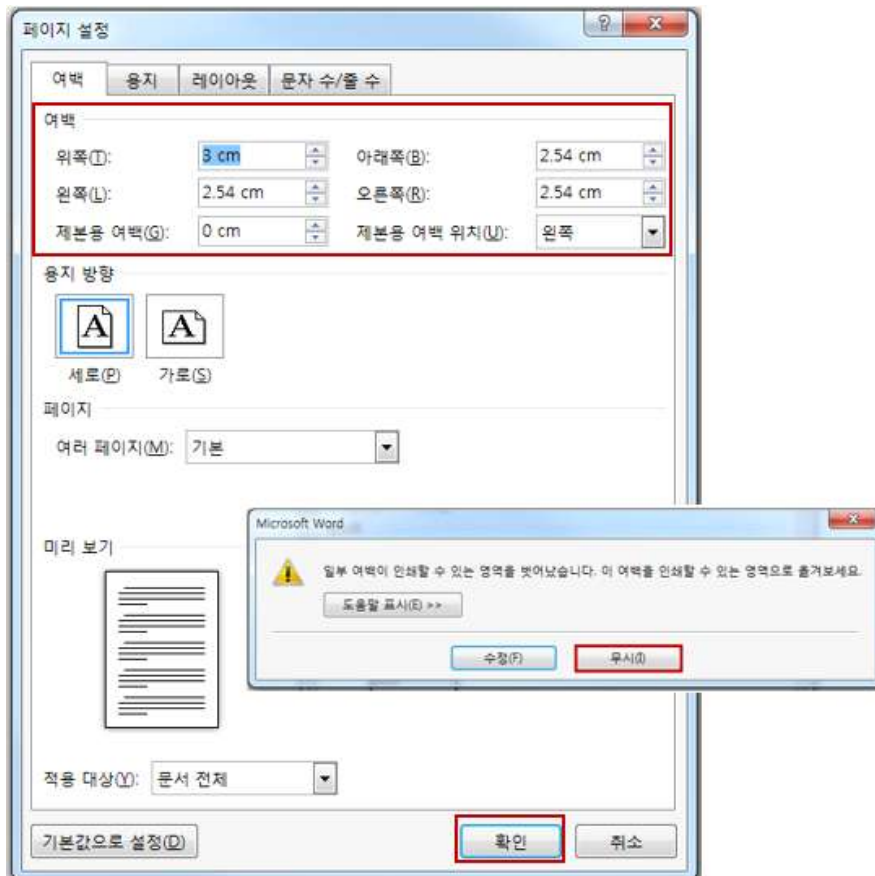 페이지 설정
여백 용지 레이아웃 문자 수/줄 수
여백
위쪽(T): 3 cm 아래쪽(B): 2.54 cm
왼쪽(L): 2.54 cm 오른쪽(R): 2.54 cm
제본용 여백(G): 0 cm 제본용 여백 위치(U): 왼쪽
용지 방향
A A
세로(P) 가로(S)
페이지
여러 페이지(M): 기본
미리 보기
Microsoft Word
일부 여백이 인쇄할 수 있는 영역을 벗어났습니다. 이 여백을 인쇄할 수 있는 영역으로 옮겨보세요.
도움말 표시(E) >>
수정(F) 무시(I)
적용 대상(Y): 문서 전체
기본값으로 설정(D) 확인 취소